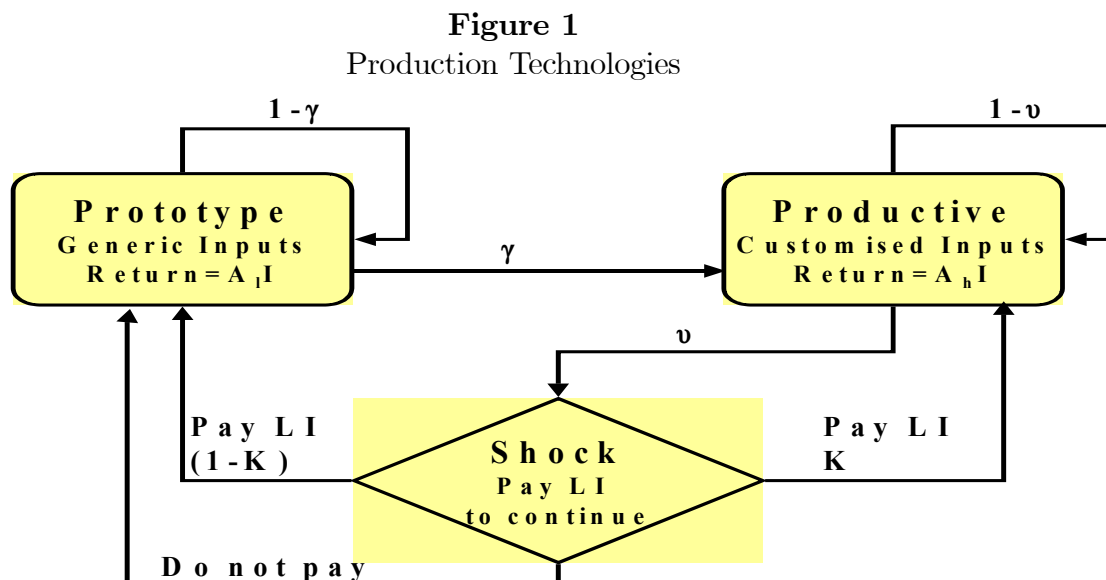 Figure 1
Production Technologies
1-γ
1-υ
Prototype
Generic Inputs
Return=A l I
Productive
Customised Inputs
Return=A h I
γ
υ
Pay LI
(1-K)
Shock
Pay LI
to continue
Pay LI
K
Do not pay